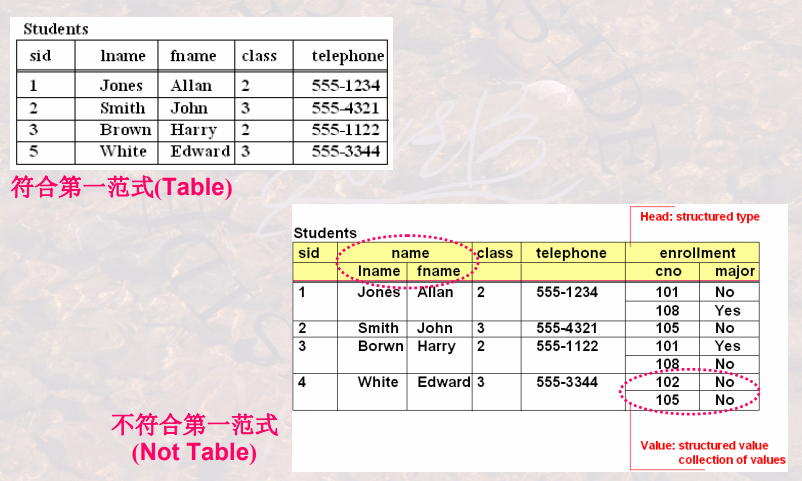 Students
sid lname fname class telephone
1 Jones Allan 2 555-1234
2 Smith John 3 555-4321
3 Brown Harry 2 555-1122
5 White Edward 3 555-3344
符合第一范式(Table)
Head: structured type
Students
sid name class telephone enrollment
lname fname cno major
1 Jones Allan 2 555-1234 101 No
108 Yes
2 Smith John 3 555-4321 105 No
3 Borwn Harry 2 555-1122 101 Yes
108 No
4 White Edward 3 555-3344 102 No
105 No
不符合第一范式
(Not Table)
Value: structured value
collection of values